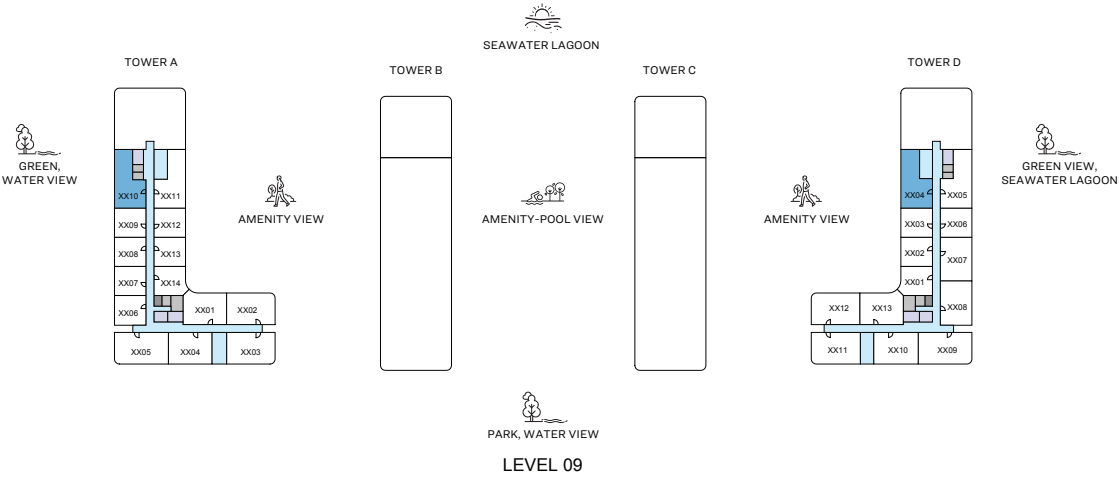 SEAWATER LAGOON
TOWER A
TOWER B
TOWER C
TOWER D
GREEN,
WATER VIEW
AMENITY VIEW
AMENITY-POOL VIEW
AMENITY VIEW
GREEN VIEW,
SEAWATER LAGOON
XX10 XX11
XX09 XX12
XX08 XX13
XX07 XX14
XX06 XX01 XX02
XX05 XX04 XX03
XX04 XX05
XX03 XX06
XX02 XX07
XX01
XX12 XX13 XX08
XX11 XX10 XX09
PARK, WATER VIEW
LEVEL 09